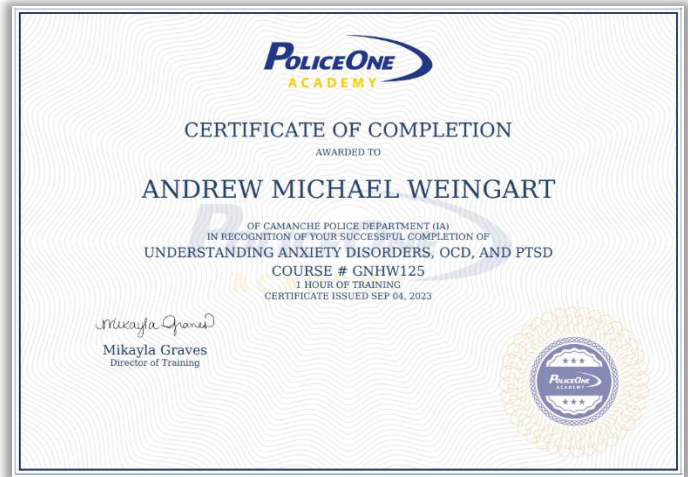 POLICEONE
ACADEMY
CERTIFICATE OF COMPLETION
AWARDED TO
ANDREW MICHAEL WEINGART
OF CAMANCHE POLICE DEPARTMENT (IA)
IN RECOGNITION OF YOUR SUCCESSFUL COMPLETION OF
UNDERSTANDING ANXIETY DISORDERS, OCD, AND PTSD
COURSE # GNHW125
1 HOUR OF TRAINING
CERTIFICATE ISSUED SEP 04, 2023
Mikayla Graves
Mikayla Graves
Director of Training
POLICEONE
ACADEMY